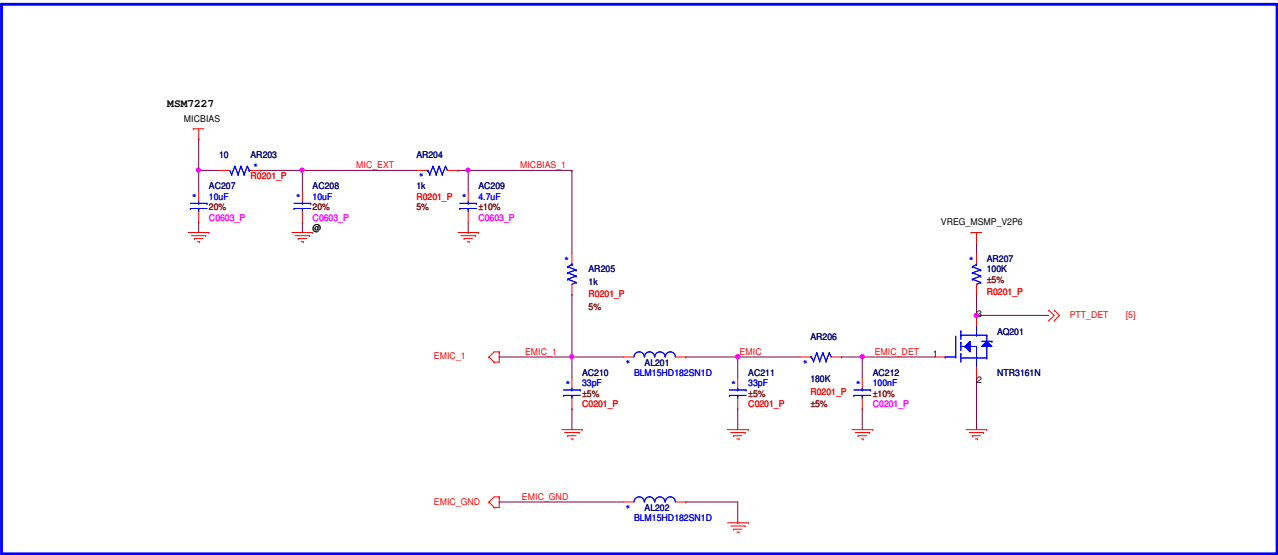 MSM7227
MICBIAS
10
AR203
R0201_P
AC207
10uF
20%
C0603_P
AC208
10uF
20%
C0603_P
@
MIC_EXT
AR204
1k
R0201_P
5%
MICBIAS_1
AC209
4.7uF
±10%
C0603_P
AR205
1k
R0201_P
5%
VREG_MSMP_V2P6
AR207
100K
±5%
R0201_P
3
PTT_DET [5]
AQ201
1
2
NTR3161N
EMIC_1
EMIC_1
AL201
BLM15HD182SN1D
EMIC
AR206
180K
R0201_P
±5%
EMIC_DET
AC210
33pF
±5%
C0201_P
AC211
33pF
±5%
C0201_P
AC212
100nF
±10%
C0201_P
EMIC_GND
EMIC_GND
AL202
BLM15HD182SN1D